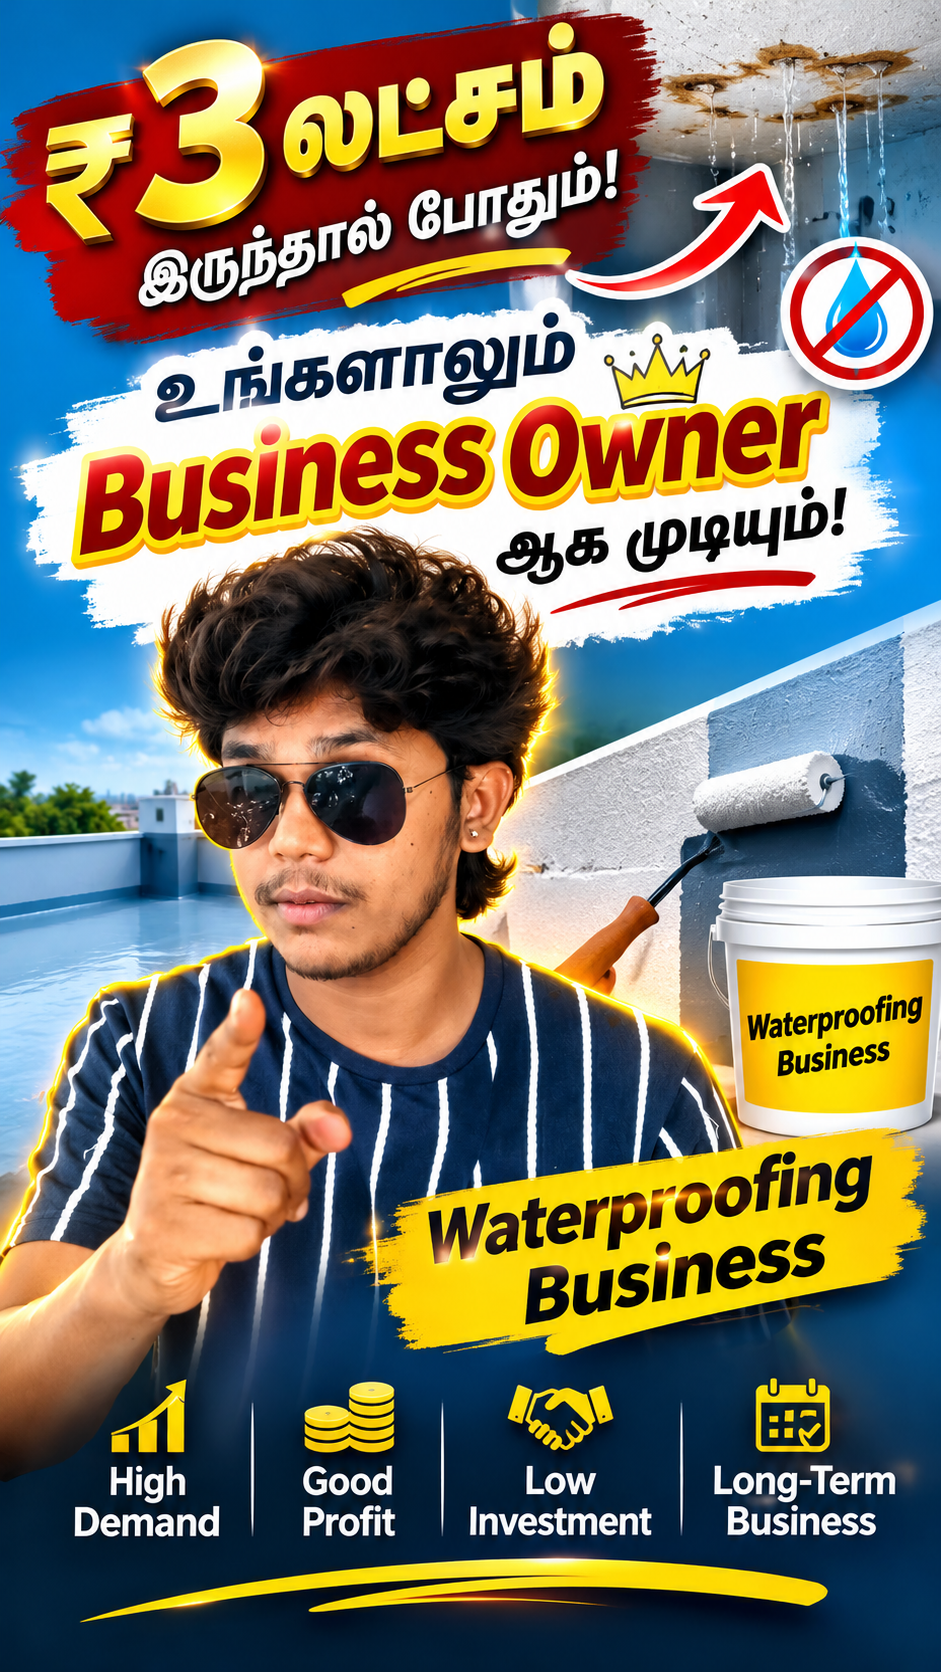 ₹3 லட்சம்
இருந்தால் போதும்!
உங்களாலும்
Business Owner
ஆக முடியும்!
Waterproofing
Business
Waterproofing
Business
High
Demand
Good
Profit
Low
Investment
Long-Term
Business